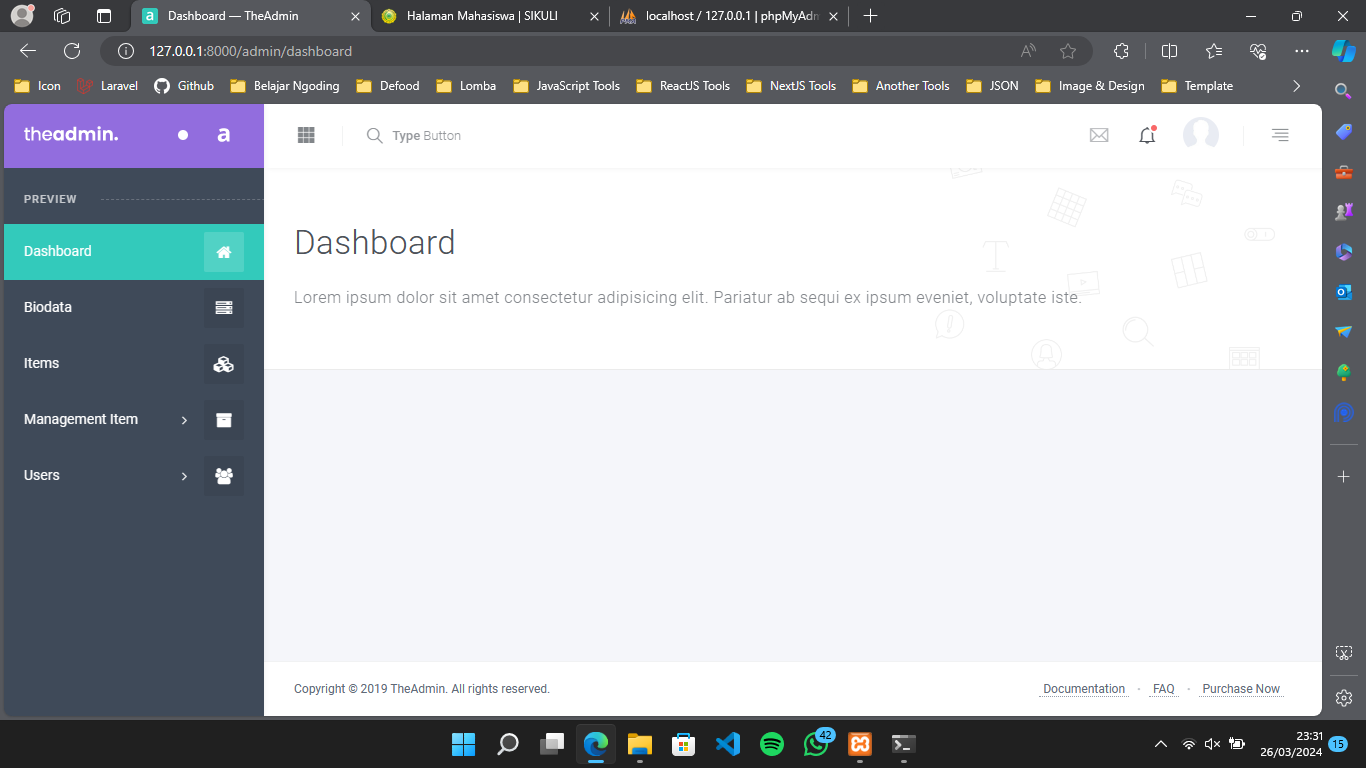 Dashboard — TheAdmin
Halaman Mahasiswa | SIKULI
localhost / 127.0.0.1 | phpMyAdm
127.0.0.1:8000/admin/dashboard
Icon
Laravel
Github
Belajar Ngoding
Defood
Lomba
JavaScript Tools
ReactJS Tools
NextJS Tools
Another Tools
JSON
Image & Design
Template
theadmin.
a
Type Button
PREVIEW
Dashboard
Biodata
Items
Management Item
Users
Dashboard
Lorem ipsum dolor sit amet consectetur adipisicing elit. Pariatur ab sequi ex ipsum eveniet, voluptate iste.
Copyright © 2019 TheAdmin. All rights reserved.
Documentation
FAQ
Purchase Now
42
23:31
26/03/2024
15